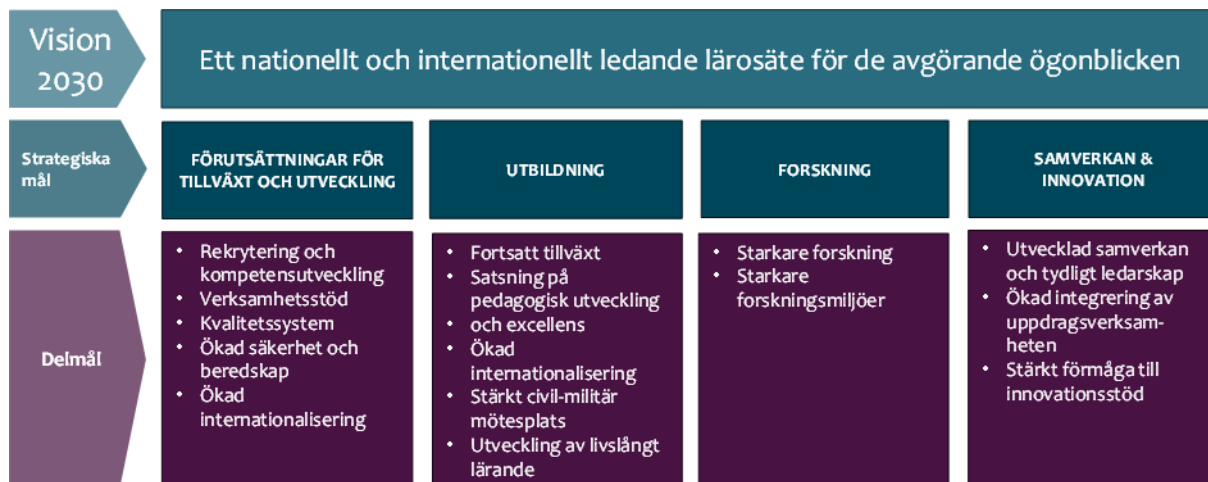 Vision
2030
Ett nationellt och internationellt ledande lärosäte för de avgörande ögonblicken
Strategiska
mål
FÖRUTSÄTTNINGAR FÖR
TILLVÄXT OCH UTVECKLING
UTBILDNING
FORSKNING
SAMVERKAN &
INNOVATION
Delmål
• Rekrytering och
kompetensutveckling
• Verksamhetsstöd
• Kvalitetssystem
• Ökad säkerhet och
beredskap
• Ökad
internationalisering
• Fortsatt tillväxt
• Satsning på
pedagogisk utveckling
• och excellens
• Ökad
internationalisering
• Stärkt civil-militär
mötesplats
• Utveckling av livslångt
lärande
• Starkare forskning
• Starkare
forskningsmiljöer
• Utvecklad samverkan
och tydligt ledarskap
• Ökad integrering av
uppdragsverksam-
heten
• Stärkt förmåga till
innovationsstöd